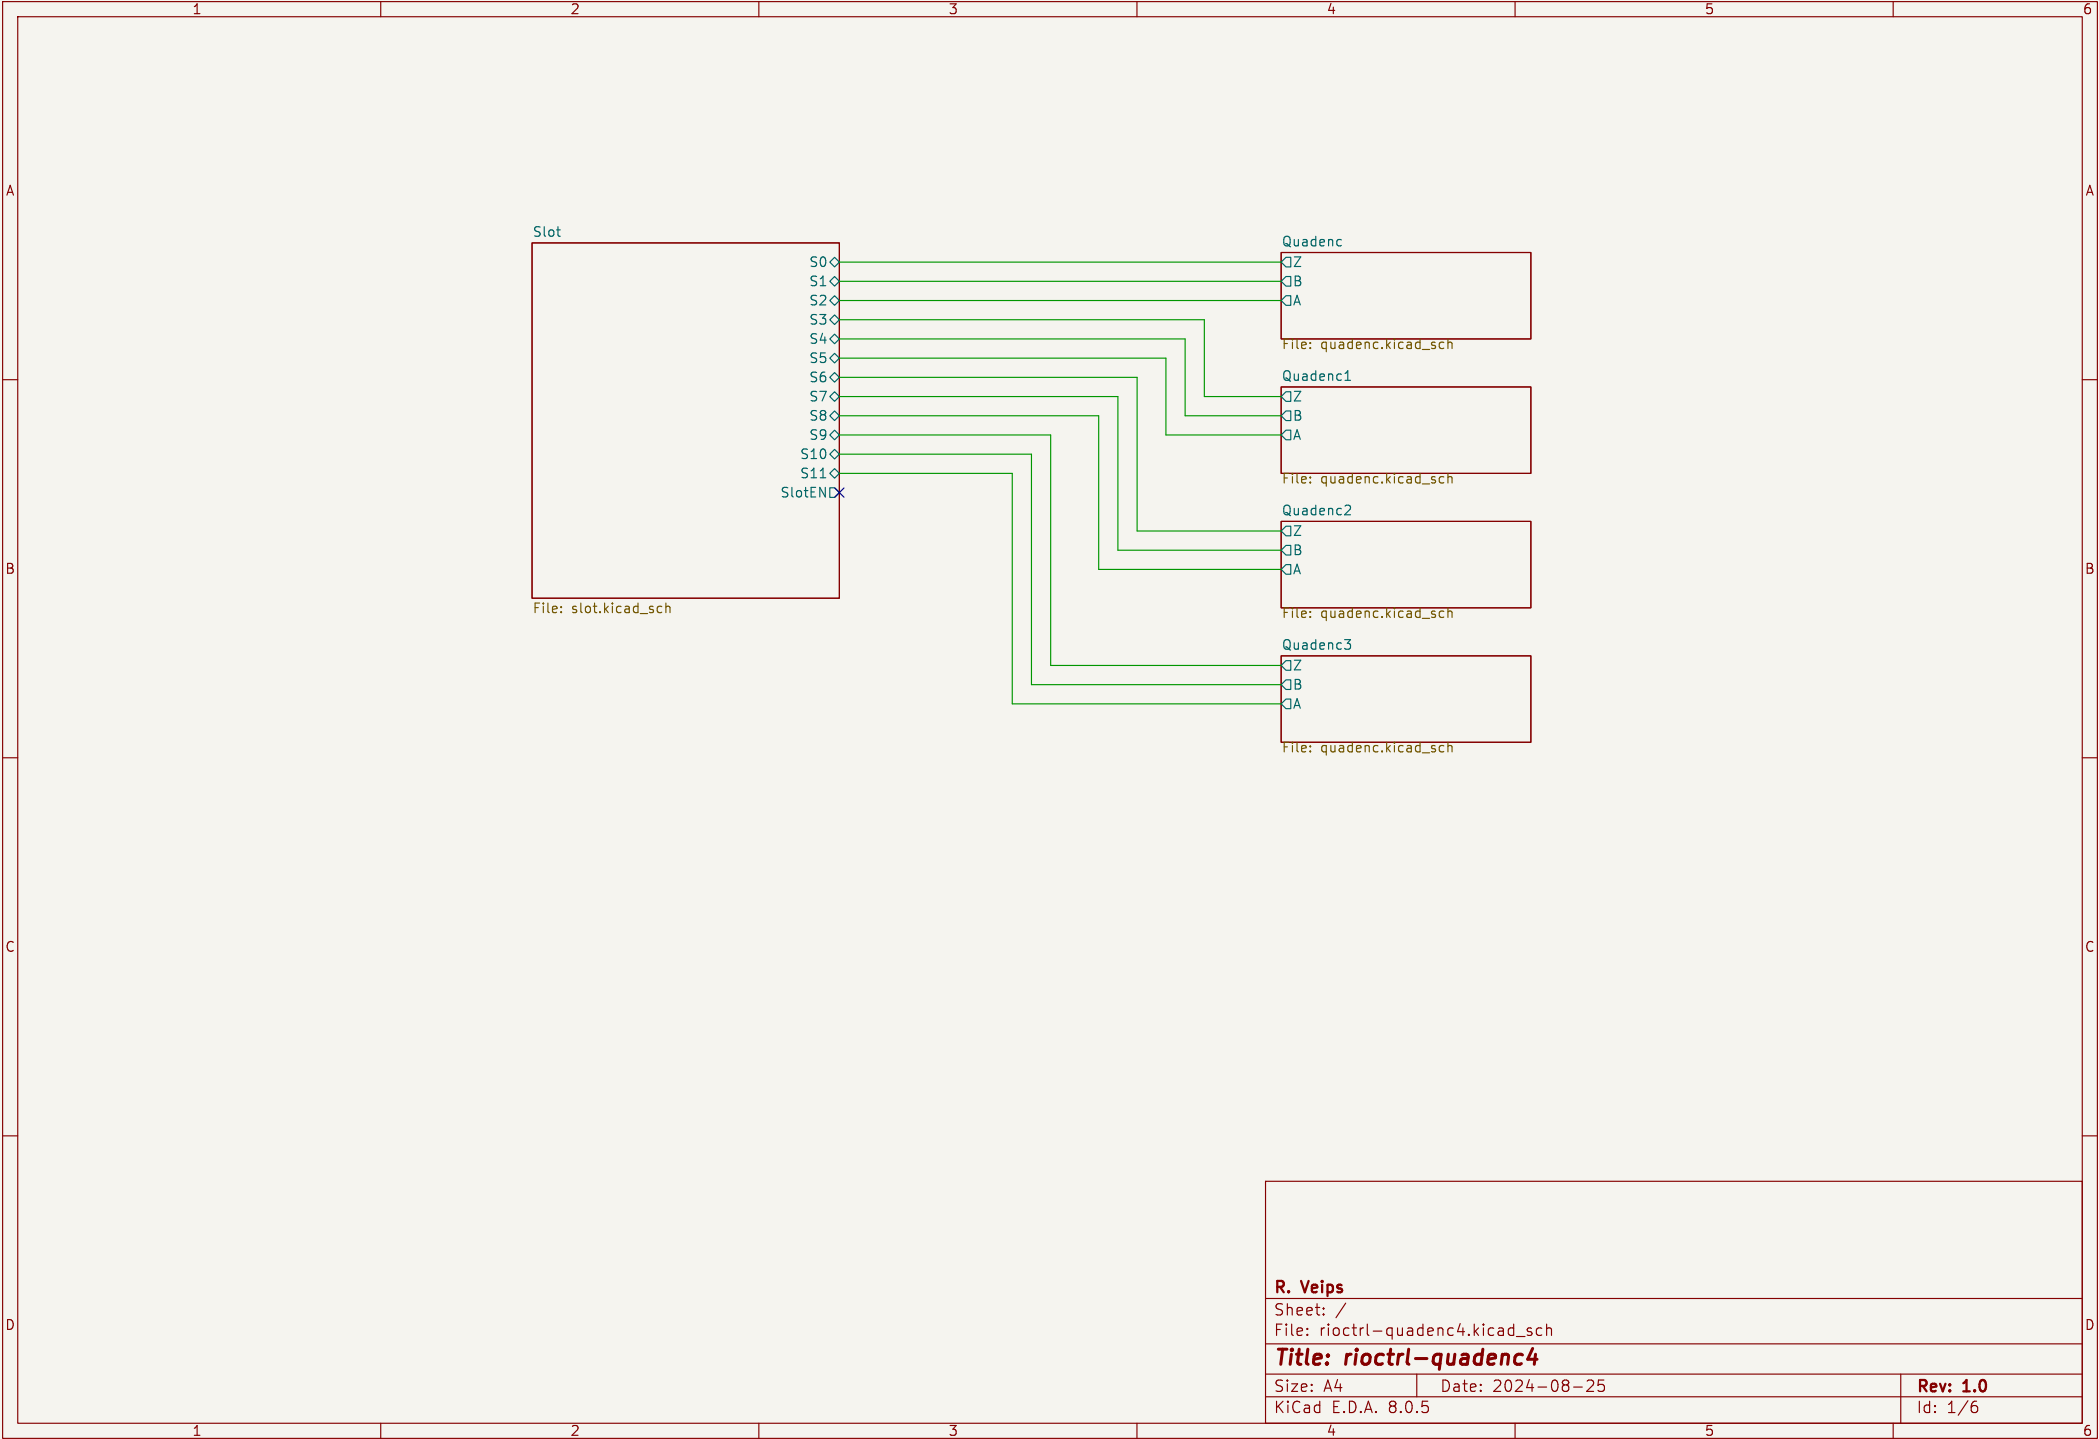 1 2 3 4 5 6
A A
Slot
S0
S1
S2
S3
S4
S5
S6
S7
S8
S9
S10
S11
SlotEN
File: slot.kicad_sch
Quadenc
Z
B
A
File: quadenc.kicad_sch
Quadenc1
Z
B
A
File: quadenc.kicad_sch
Quadenc2
Z
B
A
File: quadenc.kicad_sch
Quadenc3
Z
B
A
File: quadenc.kicad_sch
B B
C C
D D
R. Veips
Sheet: /
File: rioctrl-quadenc4.kicad_sch
Title: rioctrl-quadenc4
Size: A4 Date: 2024-08-25 Rev: 1.0
KiCad E.D.A. 8.0.5 Id: 1/6
1 2 3 4 5 6